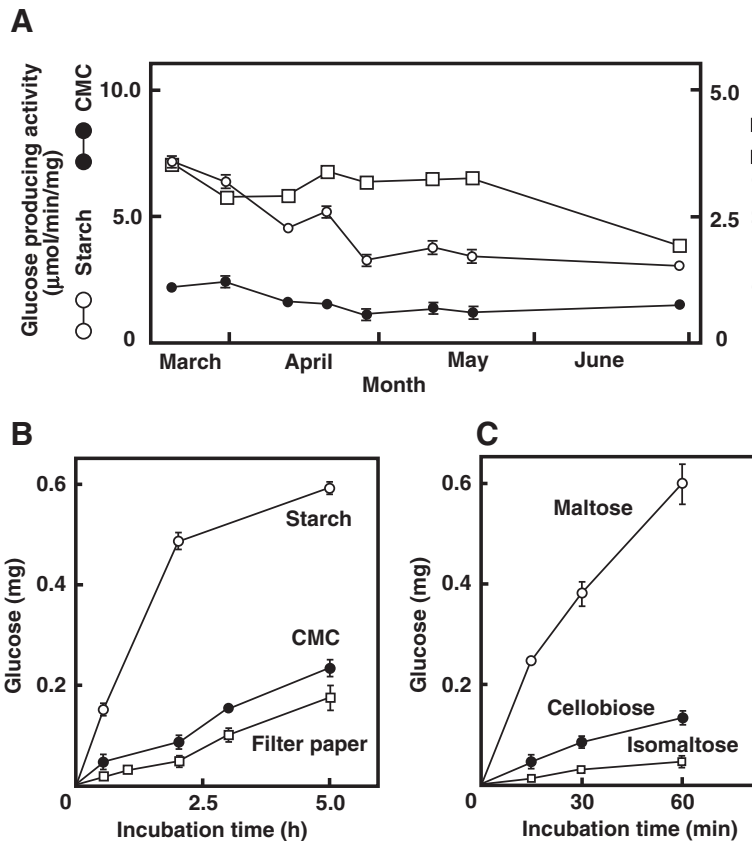 A
Glucose producing activity
(μmol/min/mg)
Starch
CMC
10.0
5.0
0
5.0
2.5
0
March
April
May
June
Month
B
Glucose (mg)
0.6
0.4
0.2
0
Starch
CMC
Filter paper
2.5
5.0
Incubation time (h)
C
Glucose (mg)
0.6
0.4
0.2
0
Maltose
Cellobiose
Isomaltose
30
60
Incubation time (min)